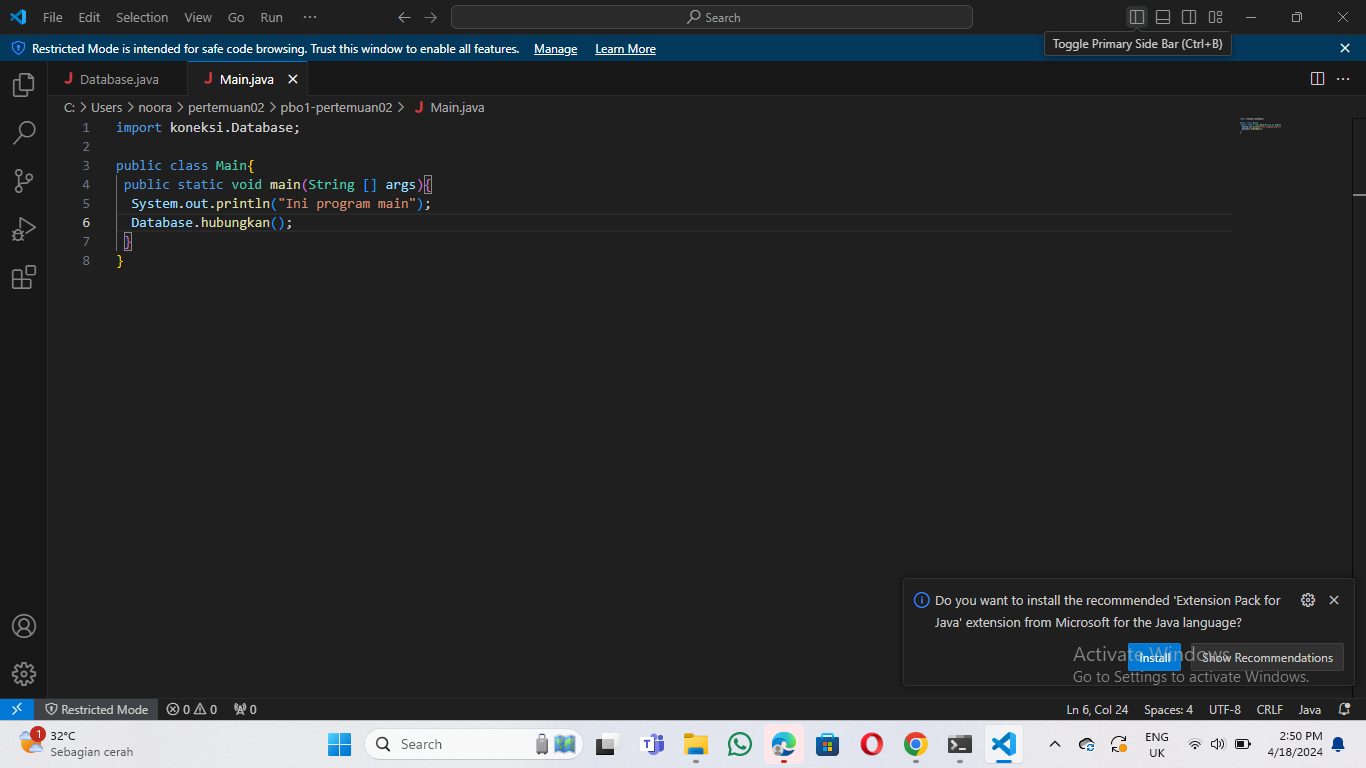 File Edit Selection View Go Run ··· Search
Restricted Mode is intended for safe code browsing. Trust this window to enable all features. Manage Learn More
Toggle Primary Side Bar (Ctrl+B)
Database.java Main.java
C: > Users > noora > pertemuan02 > pbo1-pertemuan02 > J Main.java
1 import koneksi.Database;
2
3 public class Main{
4 public static void main(String [] args){
5 System.out.println("Ini program main");
6 Database.hubungkan();
7 }
8 }
Do you want to install the recommended 'Extension Pack for
Java' extension from Microsoft for the Java language?
Install Show Recommendations
Activate Windows
Go to Settings to activate Windows.
Restricted Mode 0 0 0 Ln 6, Col 24 Spaces: 4 UTF-8 CRLF Java
1 32°C
Sebagian cerah
Search
ENG
UK
2:50 PM
4/18/2024